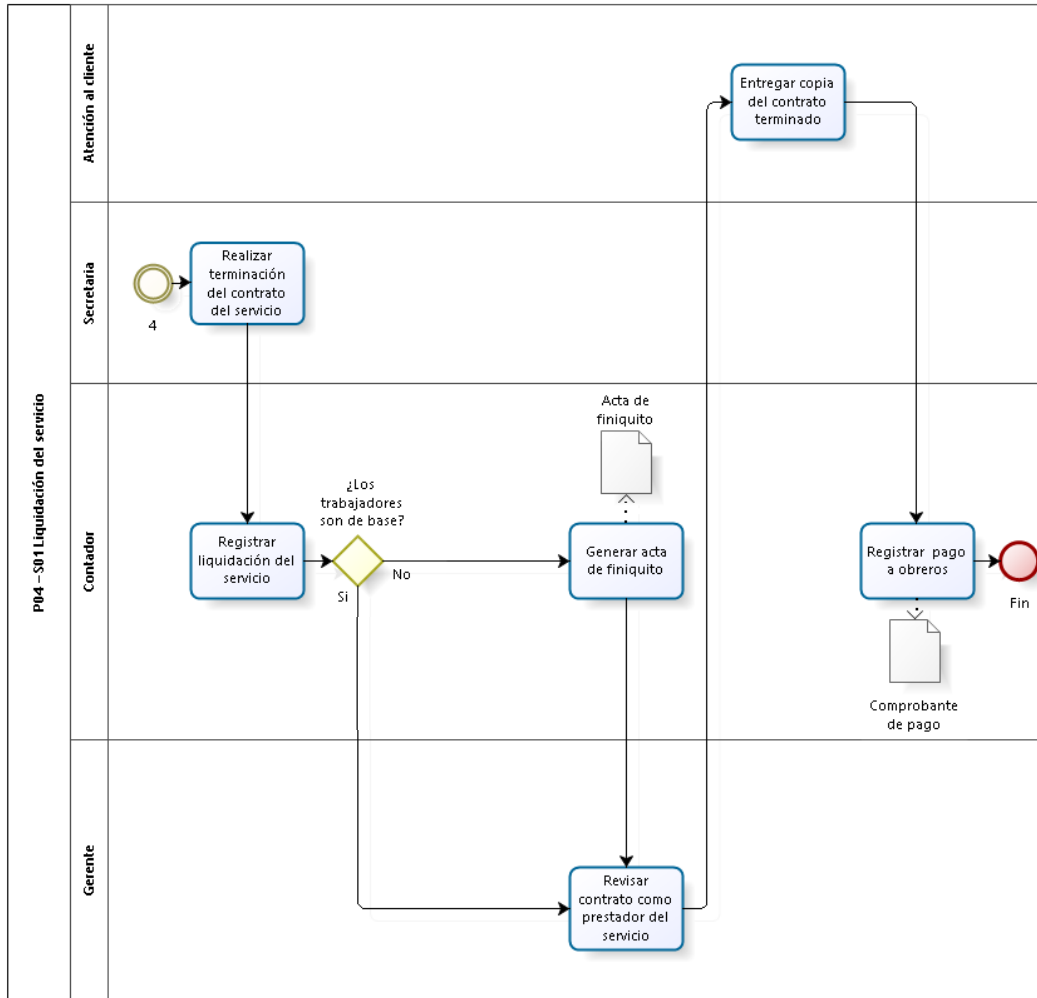 P04 –S01 Liquidación del servicio
Atención al cliente
Entregar copia
del contrato
terminado
Secretaria
4
Realizar
terminación
del contrato
del servicio
Contador
Registrar
liquidación del
servicio
¿Los
trabajadores
son de base?
No
Si
Acta de
finiquito
Generar acta
de finiquito
Registrar pago
a obreros
Fin
Comprobante
de pago
Gerente
Revisar
contrato como
prestador del
servicio